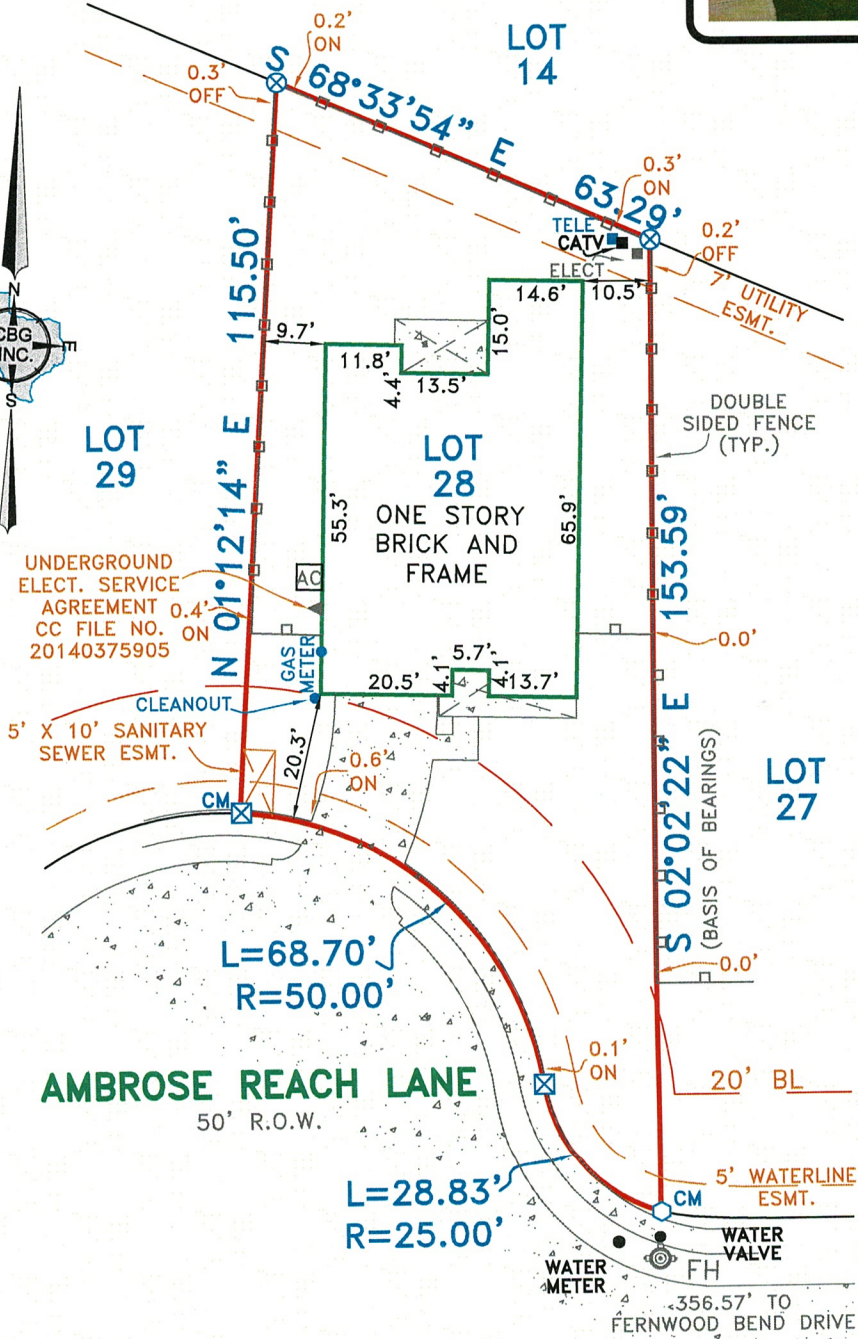 LOT
14
0.2'
ON
0.3'
OFF
S 68°33'54" E 63.29'
0.3'
ON
TELE
CATV
ELECT
0.2'
OFF
7' UTILITY
ESMT.
N
CBG
INC.
E
S
N 01°12'14" E 115.50'
9.7'
11.8'
4.4'
13.5'
15.0'
14.6'
10.5'
DOUBLE
SIDED FENCE
(TYP.)
LOT
29
LOT
28
ONE STORY
BRICK AND
FRAME
55.3'
65.9'
S 02°02'22" E 153.59'
(BASIS OF BEARINGS)
UNDERGROUND
ELECT. SERVICE
AGREEMENT
CC FILE NO.
20140375905
0.4'
ON
AC
GAS
METER
0.0'
5.7'
4.1'
4.1'
20.5'
13.7'
CLEANOUT
5' X 10' SANITARY
SEWER ESMT.
20.3'
0.6'
ON
CM
LOT
27
L=68.70'
R=50.00'
0.0'
AMBROSE REACH LANE
50' R.O.W.
0.1'
ON
20' BL
L=28.83'
R=25.00'
5' WATERLINE
ESMT.
CM
WATER
VALVE
WATER
METER
FH
356.57' TO
FERNWOOD BEND DRIVE